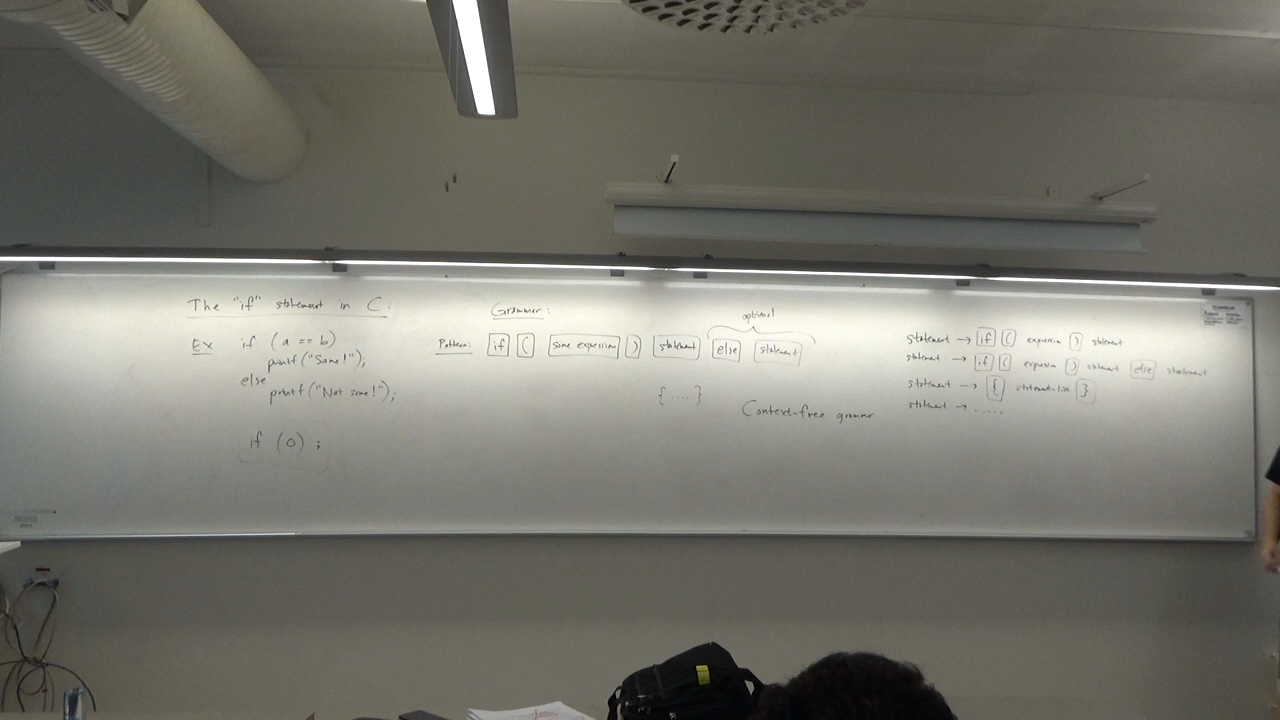 The "if" statement in C:
Ex if (a == b)
printf("Same!");
else
printf("Not same!");
if (0) ;
Grammar:
optional
Pattern: if ( some expression ) statement else statement
{ .... }
Context-free grammar
statement → if ( expression ) statement
statement → if ( expression ) statement else statement
statement → { statement-list }
statement → .....